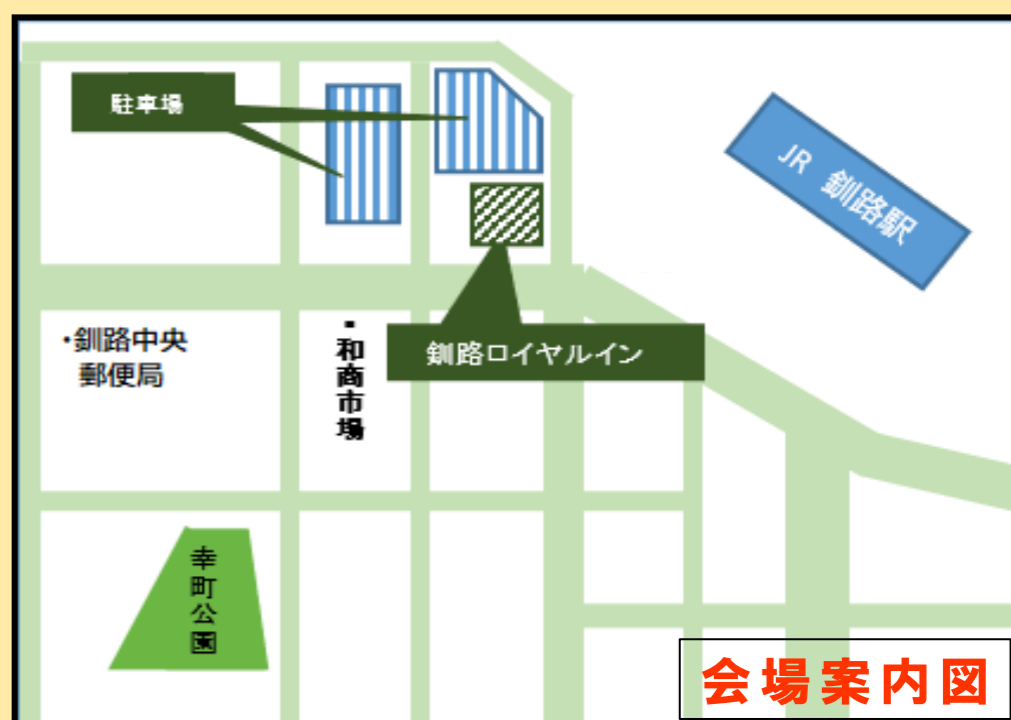 駐車場
JR 釧路駅
・釧路中央
郵便局
・和商市場
釧路ロイヤルイン
幸町公園
会場案内図